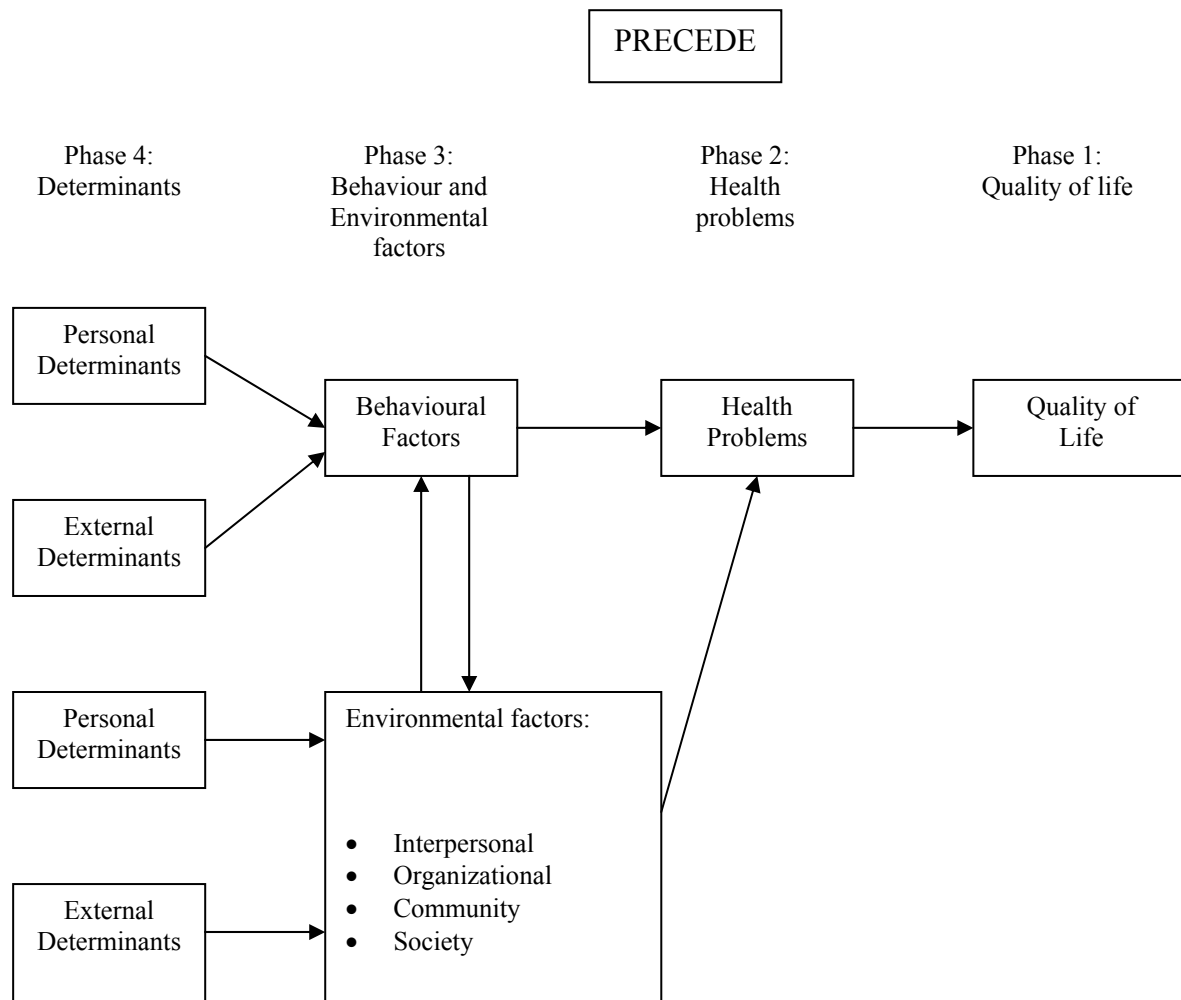 PRECEDE
Phase 4:
Determinants
Phase 3:
Behaviour and
Environmental
factors
Phase 2:
Health
problems
Phase 1:
Quality of life
Personal
Determinants
External
Determinants
Behavioural
Factors
Health
Problems
Quality of
Life
Personal
Determinants
External
Determinants
Environmental factors:
• Interpersonal
• Organizational
• Community
• Society